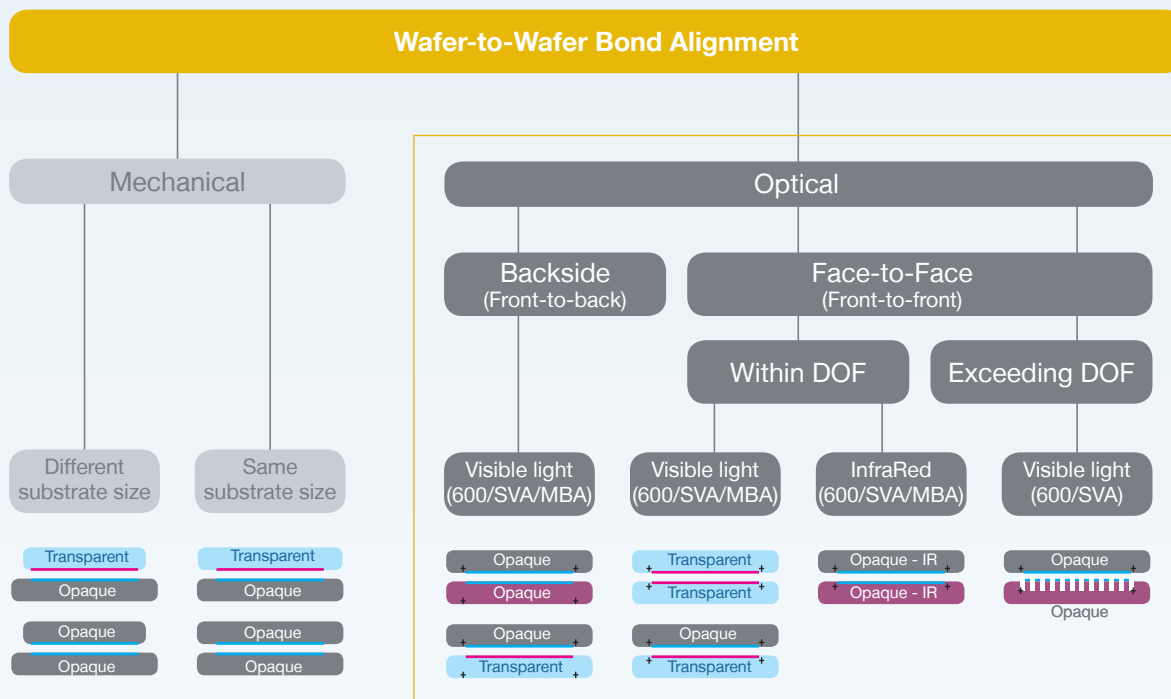 Wafer-to-Wafer Bond Alignment
Mechanical
Optical
Backside
(Front-to-back)
Face-to-Face
(Front-to-front)
Within DOF
Exceeding DOF
Different
substrate size
Same
substrate size
Visible light
(600/SVA/MBA)
Visible light
(600/SVA/MBA)
InfraRed
(600/SVA/MBA)
Visible light
(600/SVA)
Transparent
Opaque
Opaque
Opaque
Transparent
Opaque
Opaque
Opaque
Opaque
Opaque
Opaque
Transparent
Transparent
Transparent
Opaque
Transparent
Opaque - IR
Opaque - IR
Opaque
Opaque